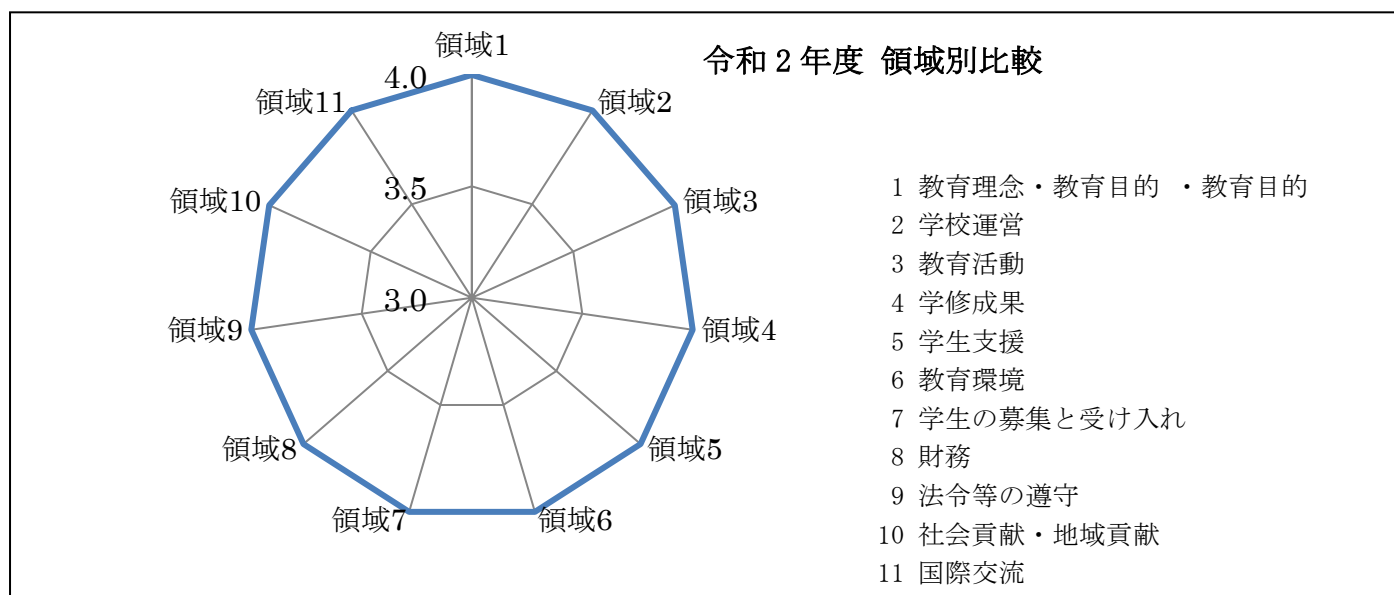 令和 2 年度 領域別比較
領域1
領域2
領域3
領域4
領域5
領域6
領域7
領域8
領域9
領域10
領域11
4.0
3.5
3.0
1 教育理念・教育目的 ・教育目的
2 学校運営
3 教育活動
4 学修成果
5 学生支援
6 教育環境
7 学生の募集と受け入れ
8 財務
9 法令等の遵守
10 社会貢献・地域貢献
11 国際交流